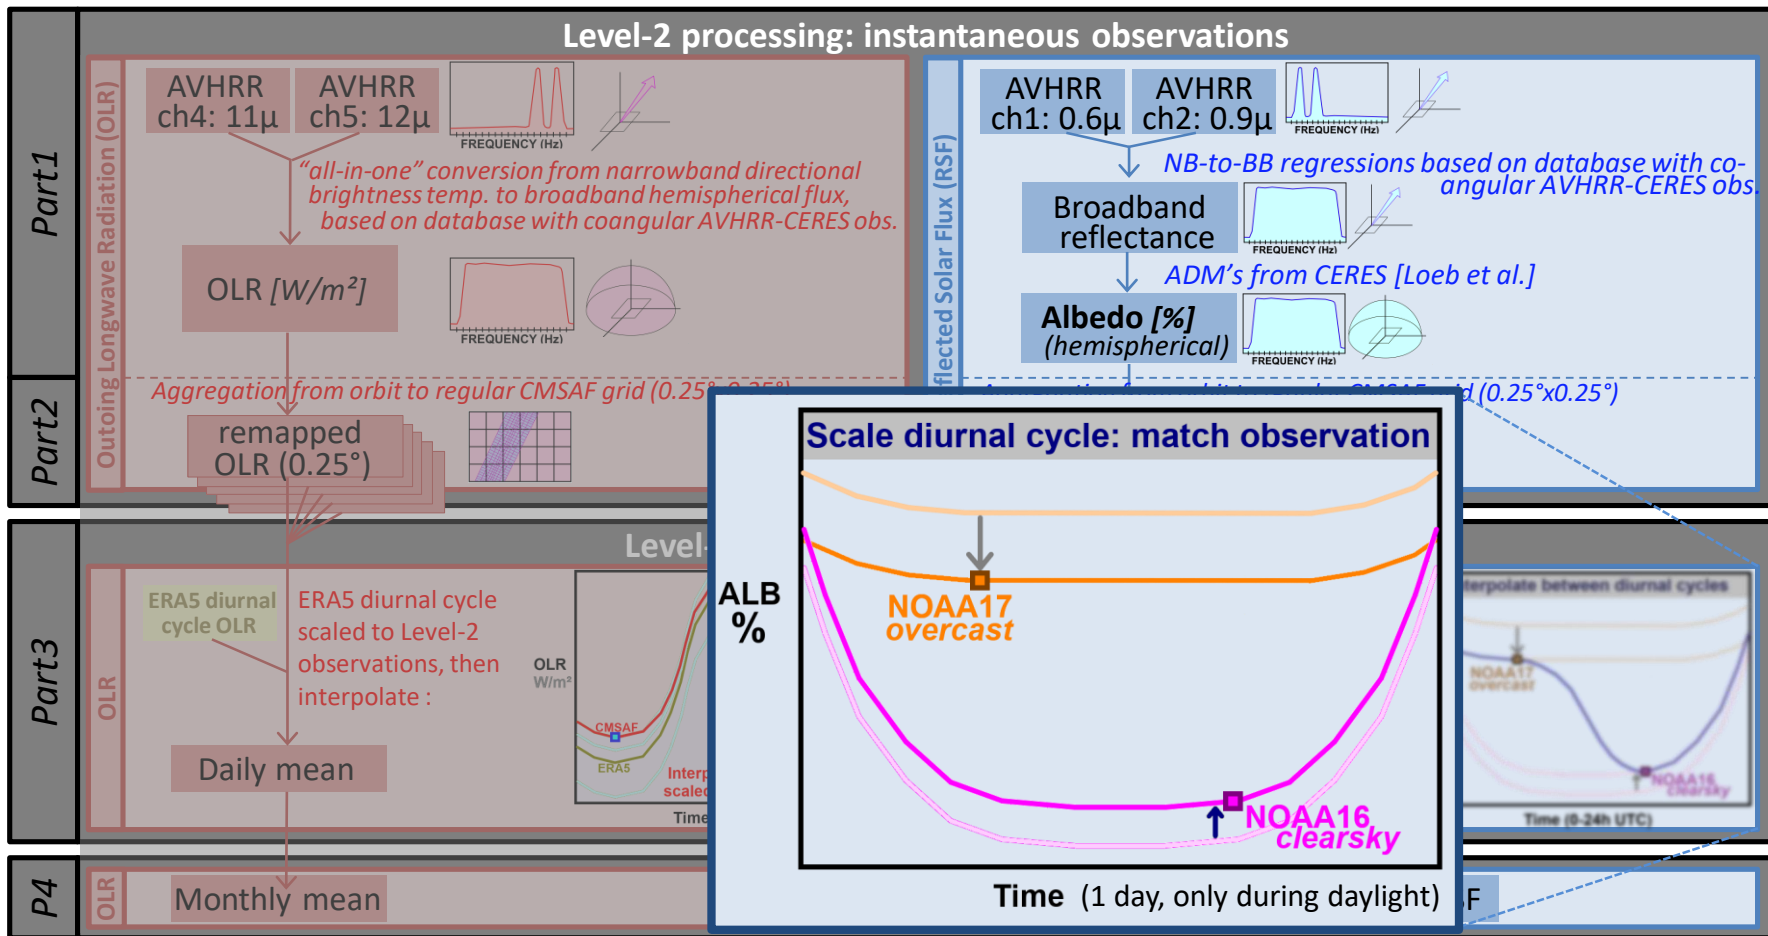 Level-2 processing: instantaneous observations
Part1
Outoing Longwave Radiation (OLR)
AVHRR
ch4: 11µ
AVHRR
ch5: 12µ
FREQUENCY (Hz)
“all-in-one” conversion from narrowband directional
brightness temp. to broadband hemispherical flux,
based on database with coangular AVHRR-CERES obs.
OLR [W/m²]
FREQUENCY (Hz)
flected Solar Flux (RSF)
AVHRR
ch1: 0.6µ
AVHRR
ch2: 0.9µ
FREQUENCY (Hz)
NB-to-BB regressions based on database with co-
angular AVHRR-CERES obs.
Broadband
reflectance
FREQUENCY (Hz)
ADM’s from CERES [Loeb et al.]
Albedo [%]
(hemispherical)
FREQUENCY (Hz)
Part2
Aggregation from orbit to regular CMSAF grid (0.25°
remapped
OLR (0.25°)
grid (0.25°x0.25°)
Scale diurnal cycle: match observation
ALB
%
NOAA17
overcast
NOAA16
clearsky
Time (1 day, only during daylight)
Part3
Level-
OLR
ERA5 diurnal
cycle OLR
ERA5 diurnal cycle
scaled to Level-2
observations, then
interpolate :
OLR
W/m²
CMSAF
ERA5
Interp
scaled
Time
Daily mean
terpolate between diurnal cycles
NOAA17
overcast
NOAA16
clearsky
Time (0-24h UTC)
P4
OLR
Monthly mean
SF